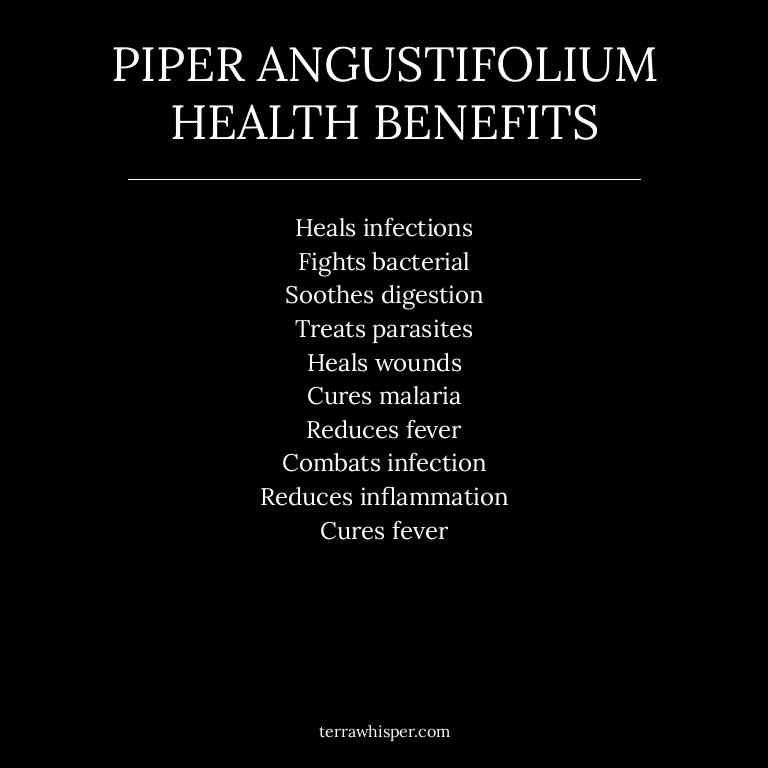 PIPER ANGUSTIFOLIUM
HEALTH BENEFITS
Heals infections
Fights bacterial
Soothes digestion
Treats parasites
Heals wounds
Cures malaria
Reduces fever
Combats infection
Reduces inflammation
Cures fever
terrawhisper.com